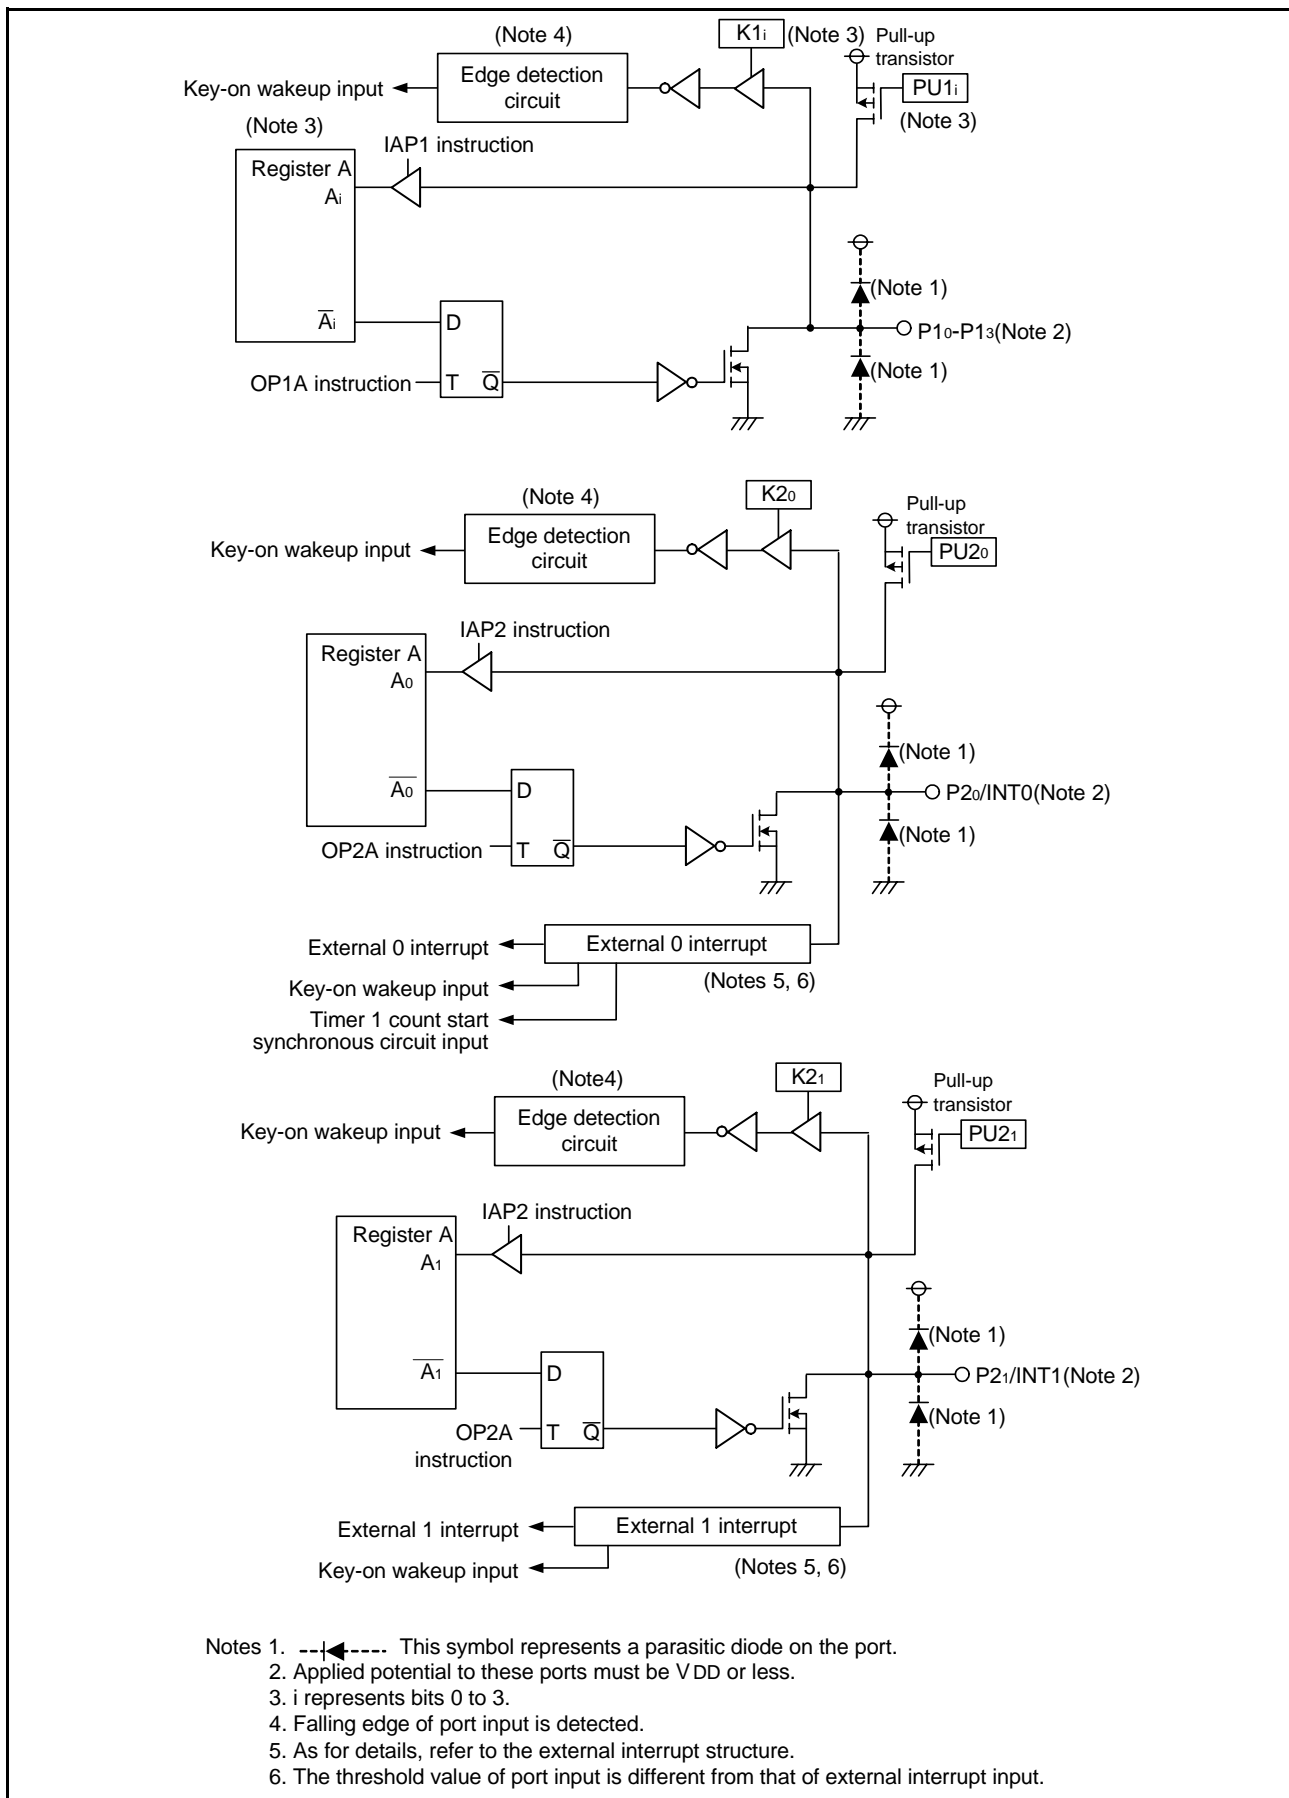 (Note 4)
K1i
(Note 3)
Pull-up
transistor
Key-on wakeup input
Edge detection
circuit
PU1i
(Note 3)
(Note 3)
IAP1 instruction
Register A
Ai
(Note 1)
Ai
D
P10-P13(Note 2)
(Note 1)
OP1A instruction
T
Q
(Note 4)
K20
Pull-up
transistor
Key-on wakeup input
Edge detection
circuit
PU20
IAP2 instruction
Register A
A0
(Note 1)
A0
D
P20/INT0(Note 2)
(Note 1)
OP2A instruction
T
Q
External 0 interrupt
External 0 interrupt
(Notes 5, 6)
Key-on wakeup input
Timer 1 count start
synchronous circuit input
(Note4)
K21
Pull-up
transistor
Key-on wakeup input
Edge detection
circuit
PU21
IAP2 instruction
Register A
A1
(Note 1)
A1
D
P21/INT1(Note 2)
(Note 1)
OP2A
instruction
T
Q
External 1 interrupt
External 1 interrupt
(Notes 5, 6)
Key-on wakeup input
Notes 1. This symbol represents a parasitic diode on the port.
2. Applied potential to these ports must be VDD or less.
3. i represents bits 0 to 3.
4. Falling edge of port input is detected.
5. As for details, refer to the external interrupt structure.
6. The threshold value of port input is different from that of external interrupt input.